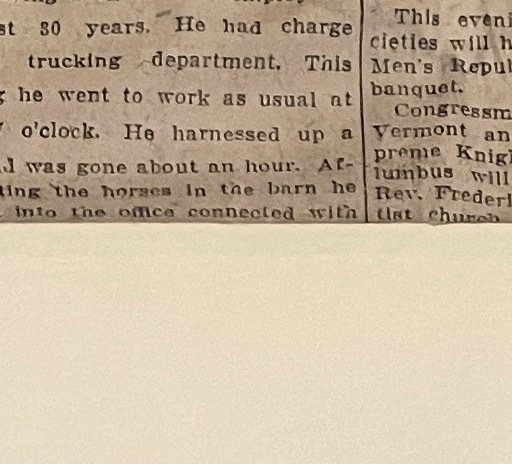 st 30 years. He had charge
trucking department. This
he went to work as usual at
o'clock. He harnessed up a
was gone about an hour. Af-
ting the horses in the barn he
into the office connected with
This eveni
cieties will h
Men's Repul
banquet.
Congressm
Vermont an
preme Knigh
lumbus will
Rev. Frederi
tist church